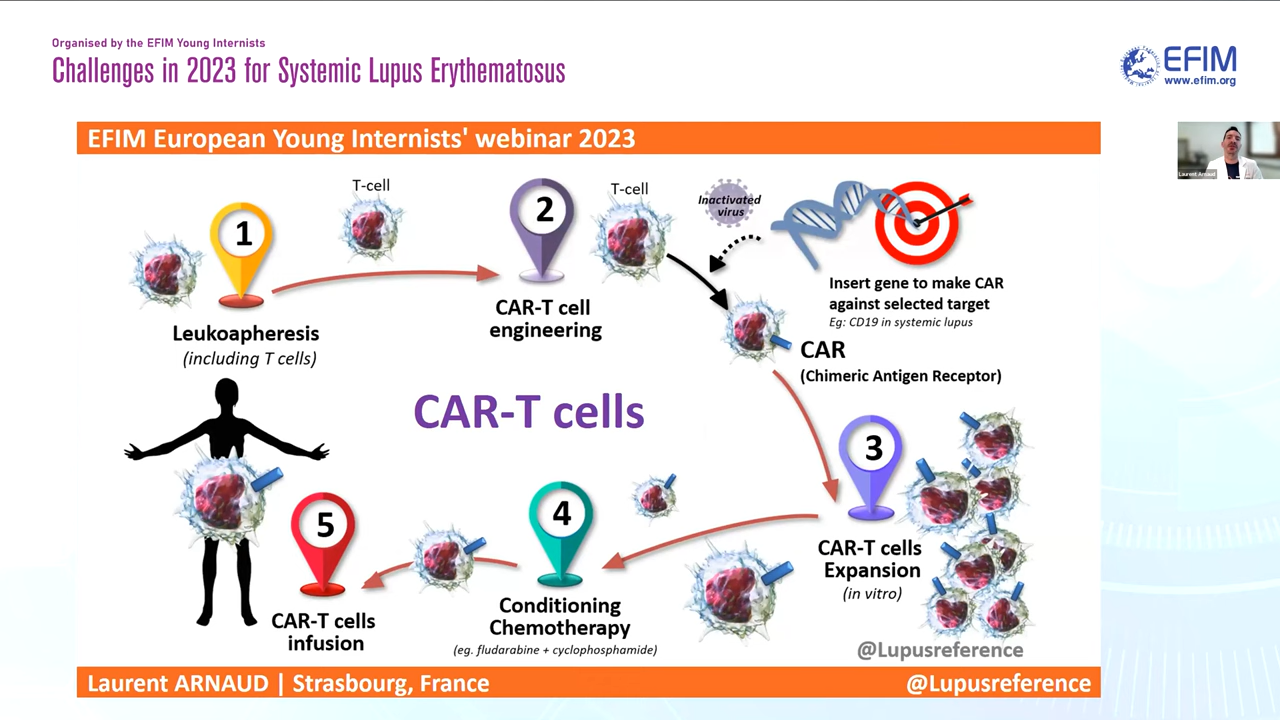 Organised by the EFIM Young Internists
Challenges in 2023 for Systemic Lupus Erythematosus
EFIM
www.efim.org
EFIM European Young Internists' webinar 2023
Laurent Arnaud
1
T-cell
2
T-cell
Inactivated
virus
Leukoapheresis
(including T cells)
CAR-T cell
engineering
Insert gene to make CAR
against selected target
Eg: CD19 in systemic lupus
CAR
(Chimeric Antigen Receptor)
CAR-T cells
3
CAR-T cells
Expansion
(in vitro)
4
Conditioning
Chemotherapy
(eg. fludarabine + cyclophosphamide)
5
CAR-T cells
infusion
@Lupusreference
Laurent ARNAUD | Strasbourg, France
@Lupusreference